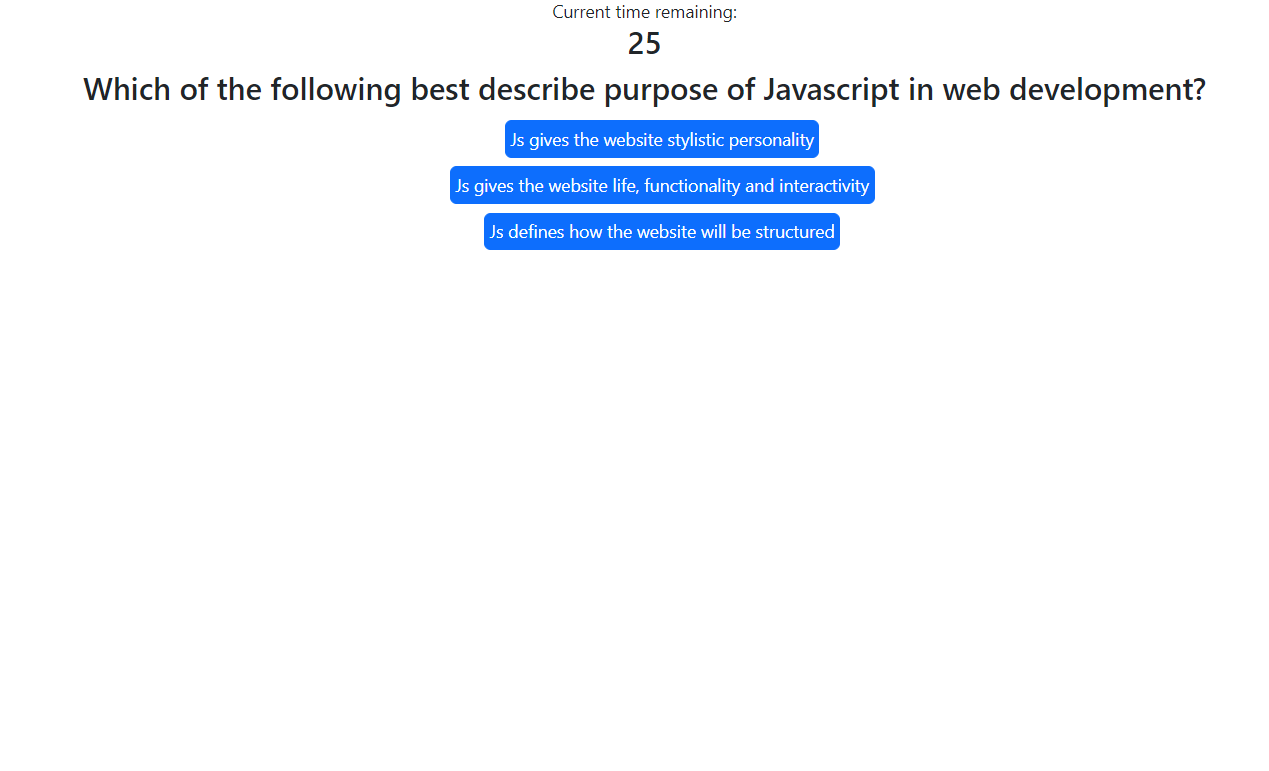 Current time remaining:
25
Which of the following best describe purpose of Javascript in web development?
Js gives the website stylistic personality
Js gives the website life, functionality and interactivity
Js defines how the website will be structured